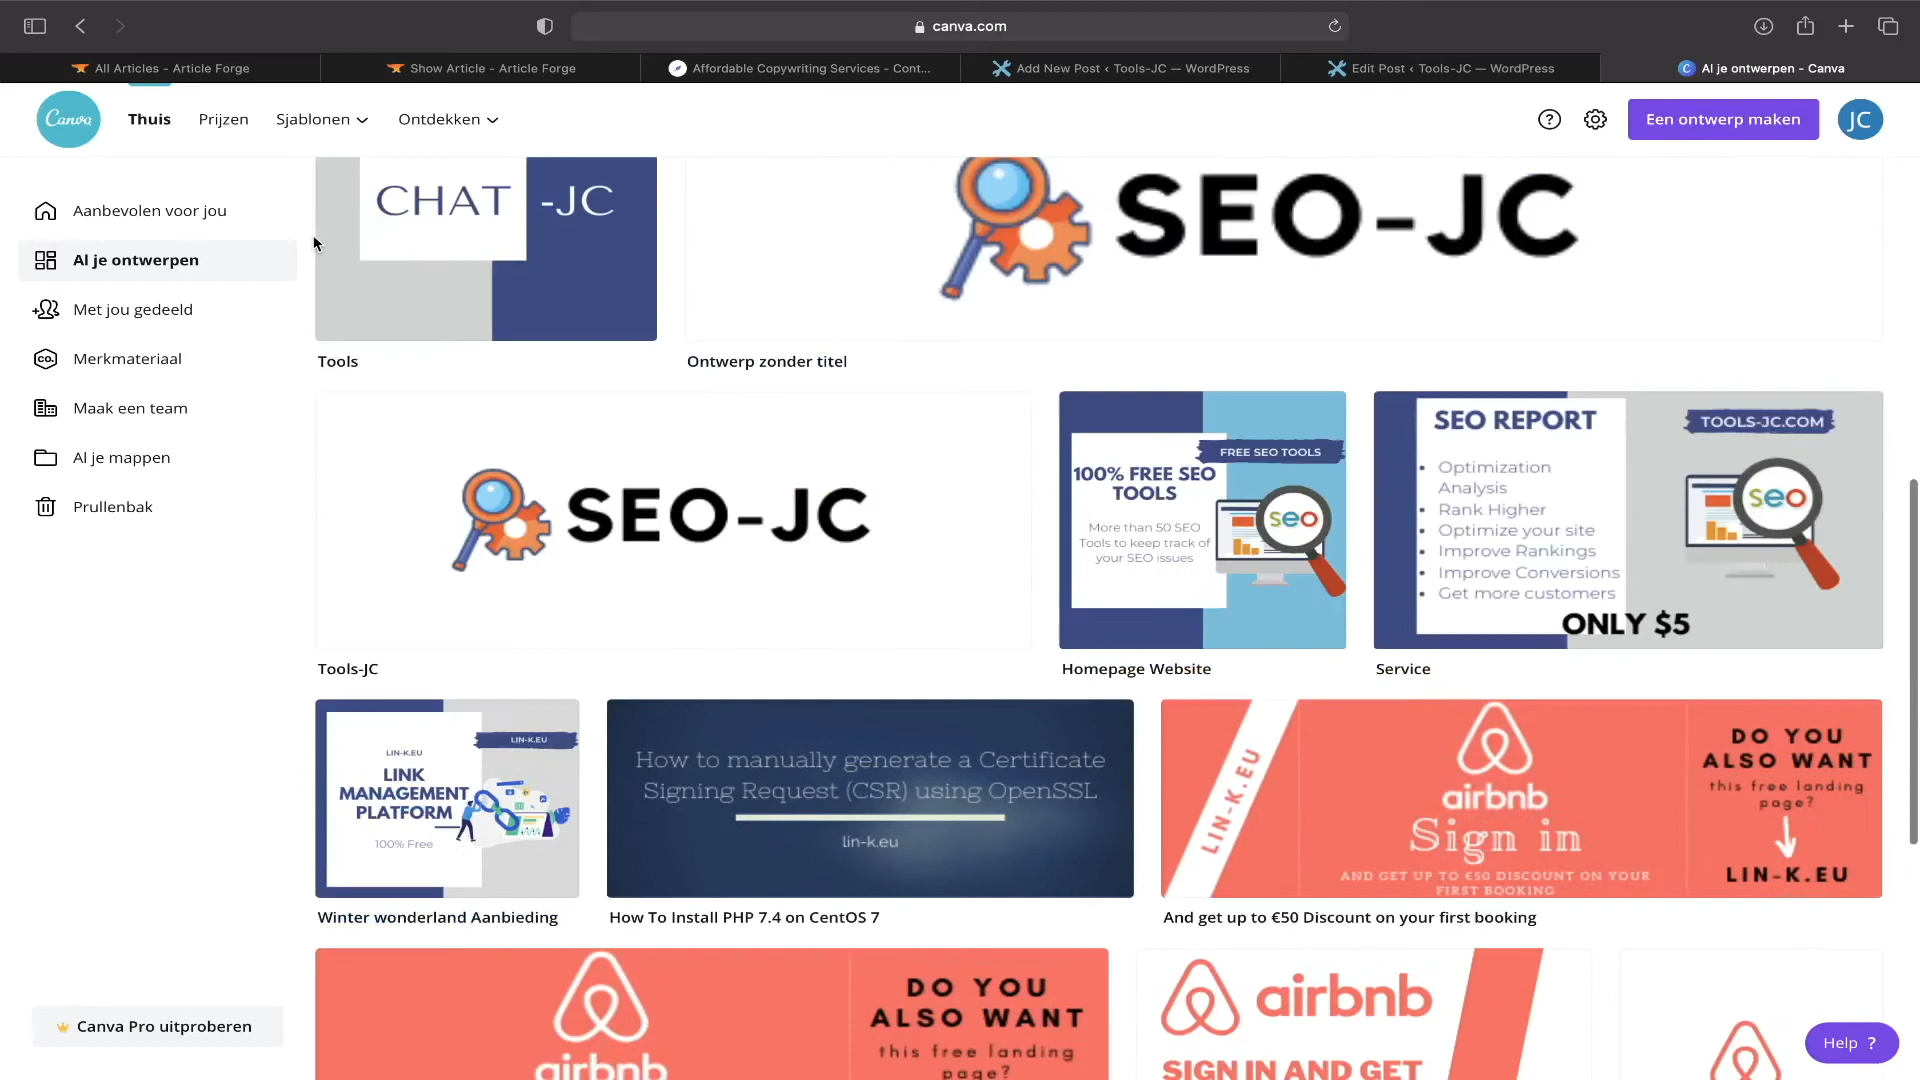 canva.com
All Articles - Article Forge
Show Article - Article Forge
Affordable Copywriting Services - Cont...
Add New Post ‹ Tools-JC — WordPress
Edit Post ‹ Tools-JC — WordPress
Al je ontwerpen - Canva
Canva
Thuis
Prijzen
Sjablonen
Ontdekken
Een ontwerp maken
JC
Aanbevolen voor jou
Al je ontwerpen
Met jou gedeeld
Merkmateriaal
Maak een team
Al je mappen
Prullenbak
Canva Pro uitproberen
CHAT -JC
Tools
SEO-JC
Ontwerp zonder titel
SEO-JC
Tools-JC
FREE SEO TOOLS
100% FREE SEO
TOOLS
More than 50 SEO
Tools to keep track of
your SEO issues
seo
Homepage Website
SEO REPORT
TOOLS-JC.COM
Optimization
Analysis
Rank Higher
Optimize your site
Improve Rankings
Improve Conversions
Get more customers
seo
ONLY $5
Service
LIN-K.EU
LIN-K.EU
LINK
MANAGEMENT
PLATFORM
100% Free
Winter wonderland Aanbieding
How to manually generate a Certificate
Signing Request (CSR) using OpenSSL
lin-k.eu
How To Install PHP 7.4 on CentOS 7
LIN-K.EU
airbnb
Sign in
AND GET UP TO €50 DISCOUNT ON YOUR
FIRST BOOKING
DO YOU
ALSO WANT
this free landing
page?
LIN-K.EU
And get up to €50 Discount on your first booking
airbnb
DO YOU
ALSO WANT
this free landing
page?
airbnb
SIGN IN AND GET
Help ?